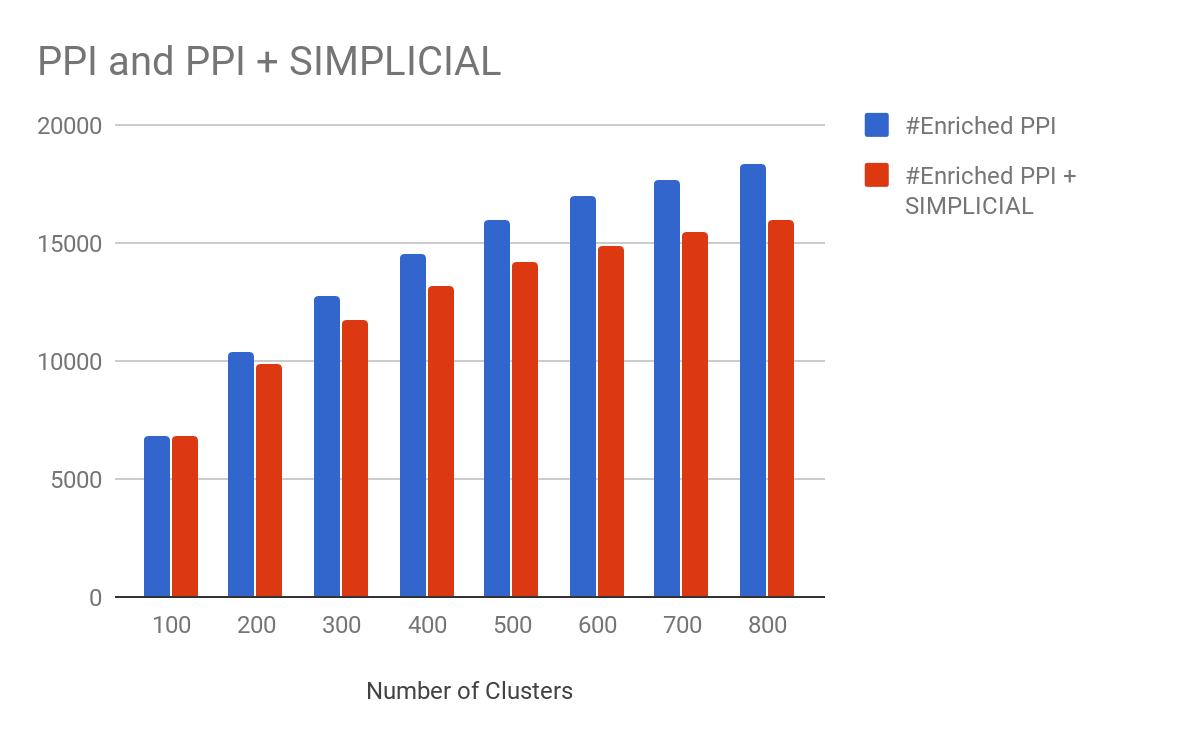 PPI and PPI + SIMPLICIAL
20000
15000
10000
5000
0
100 200 300 400 500 600 700 800
Number of Clusters
#Enriched PPI
#Enriched PPI +
SIMPLICIAL